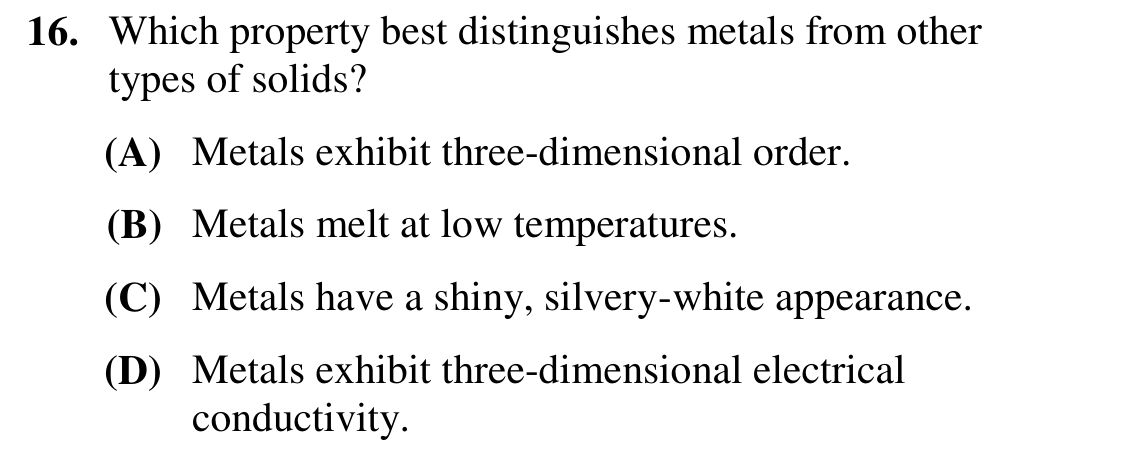 16. Which property best distinguishes metals from other
types of solids?
(A) Metals exhibit three-dimensional order.
(B) Metals melt at low temperatures.
(C) Metals have a shiny, silvery-white appearance.
(D) Metals exhibit three-dimensional electrical
conductivity.